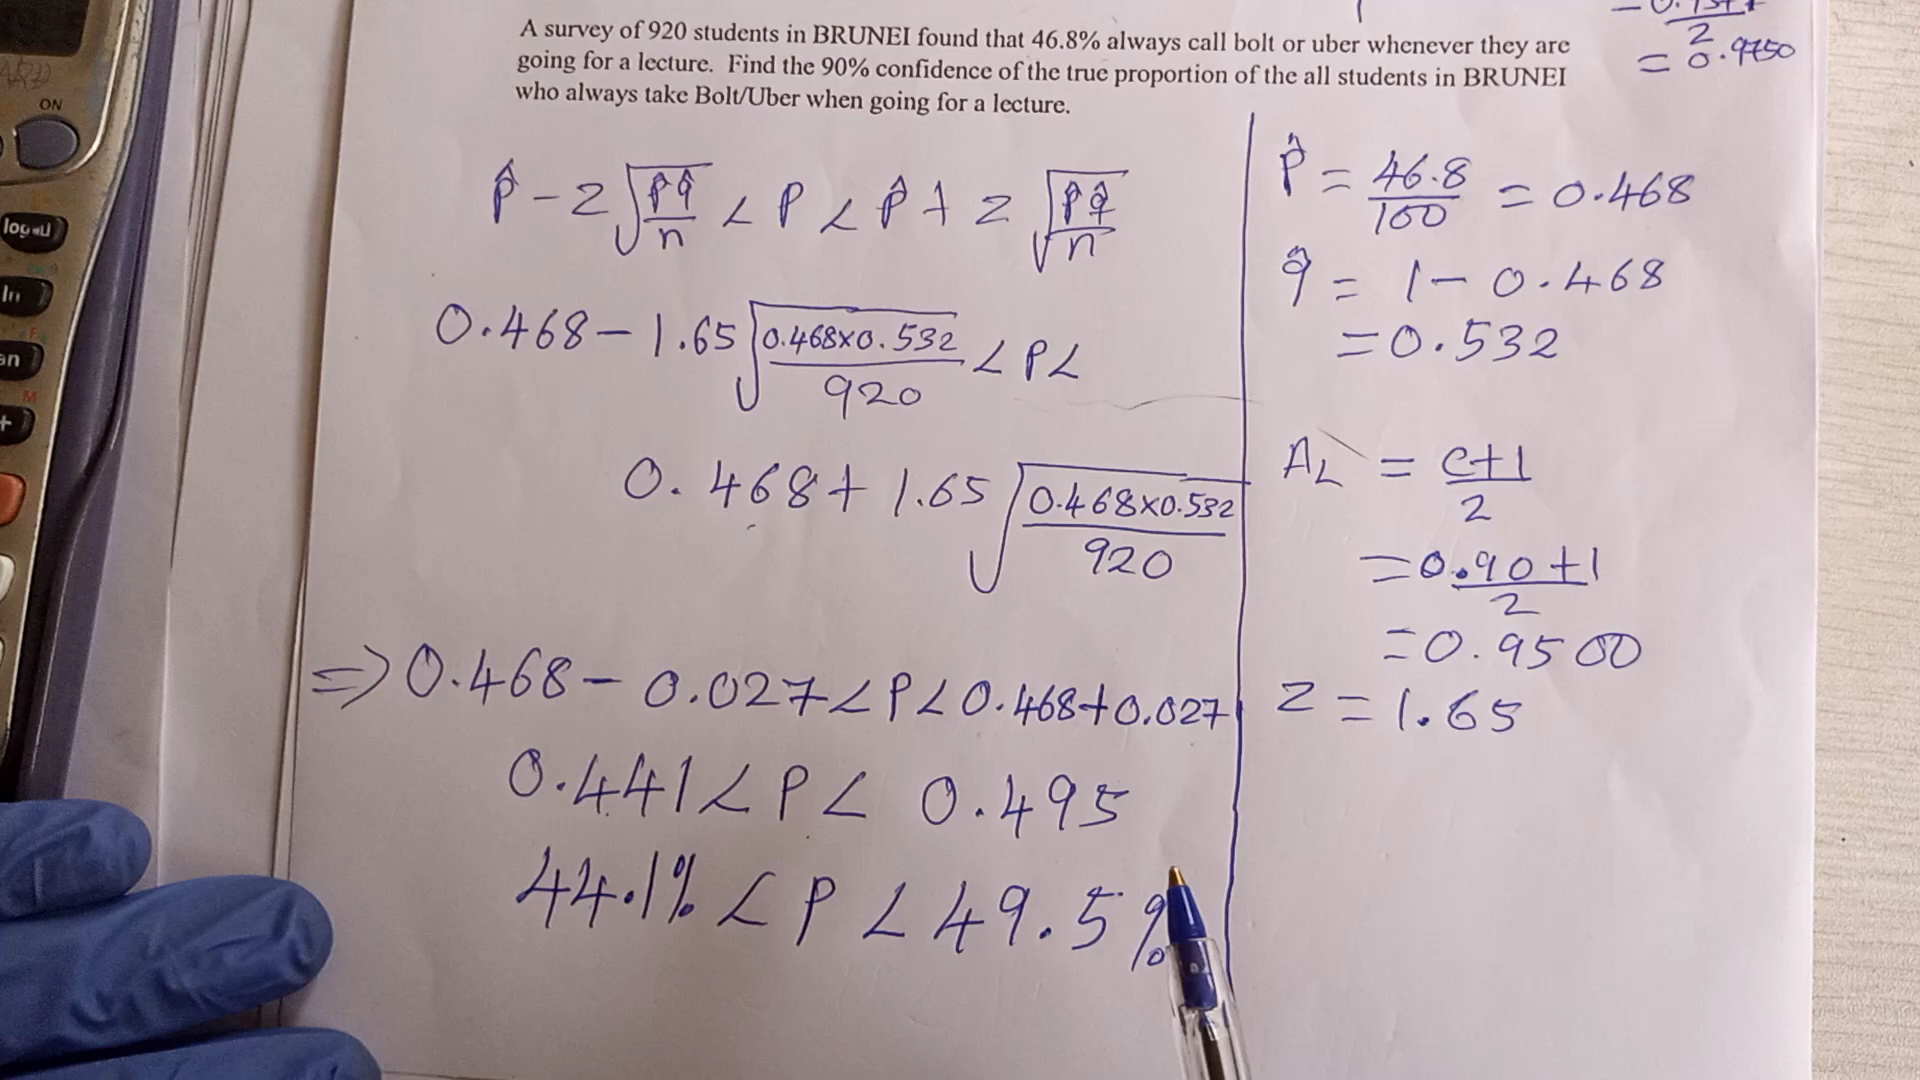 A survey of 920 students in BRUNEI found that 46.8% always call bolt or uber whenever they are
going for a lecture. Find the 90% confidence of the true proportion of the all students in BRUNEI
who always take Bolt/Uber when going for a lecture.
2
= 0.9750
p̂ - z√(p̂q̂/n) < P < p̂ + z√(p̂q̂/n)
0.468 - 1.65√(0.468×0.532/920) < P <
0.468 + 1.65√(0.468×0.532/920)
=> 0.468 - 0.027 < P < 0.468 + 0.027
0.441 < P < 0.495
44.1% < P < 49.5%
p̂ = 46.8/100 = 0.468
q̂ = 1 - 0.468
= 0.532
A_L = c+1/2
= 0.90+1/2
= 0.9500
z = 1.65
ON
ln
an
M
+